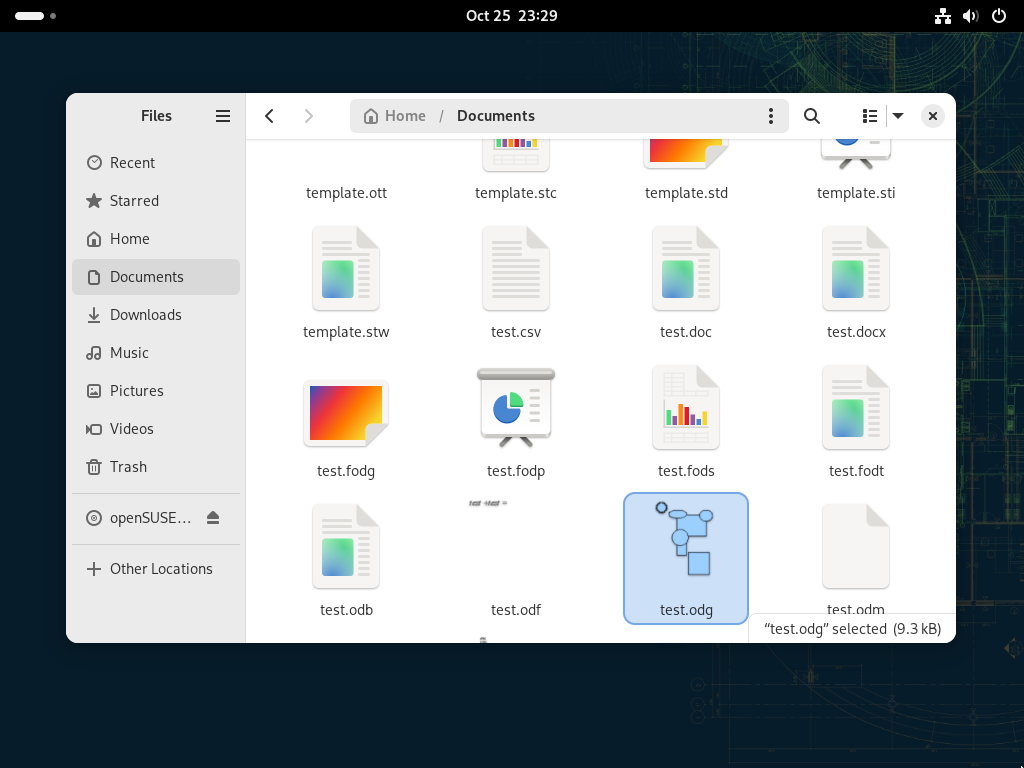 Oct 25 23:29
Files
Home / Documents
Recent
Starred
Home
Documents
Downloads
Music
Pictures
Videos
Trash
openSUSE…
Other Locations
template.ott
template.stc
template.std
template.sti
template.stw
test.csv
test.doc
test.docx
test.fodg
test.fodp
test.fods
test.fodt
test.odb
test.odf
test.odg
test.odm
“test.odg” selected (9.3 kB)